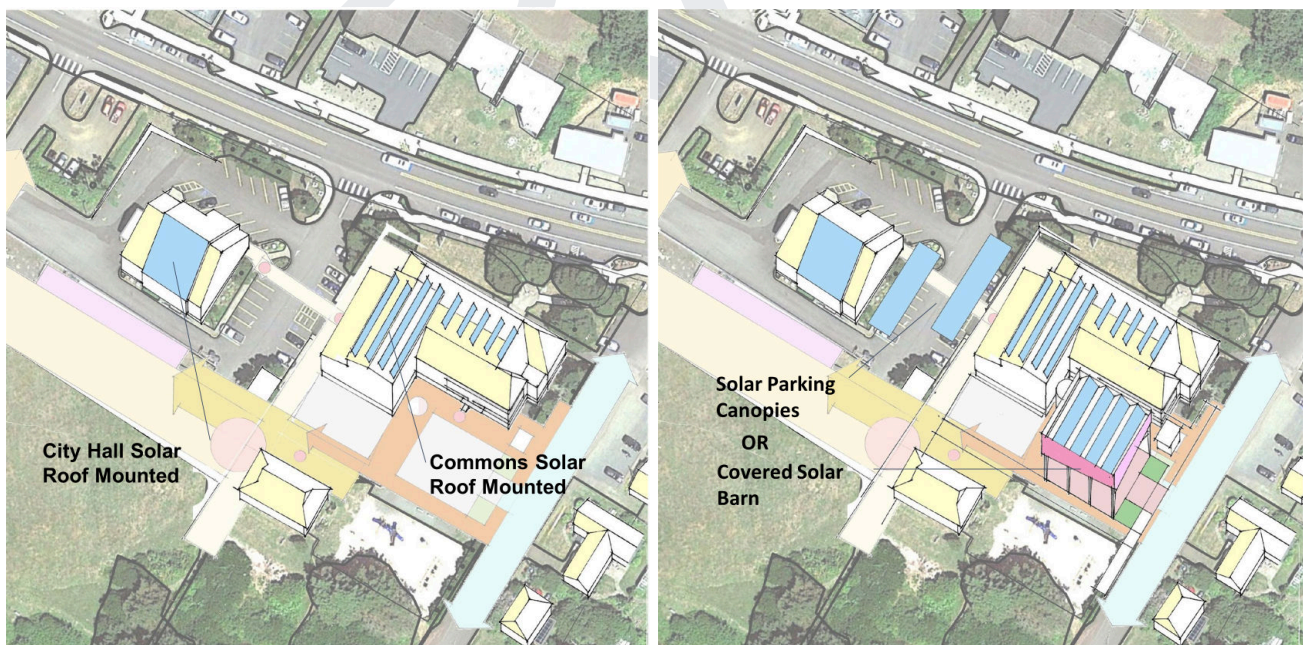 City Hall Solar
Roof Mounted
Commons Solar
Roof Mounted
Solar Parking
Canopies
OR
Covered Solar
Barn